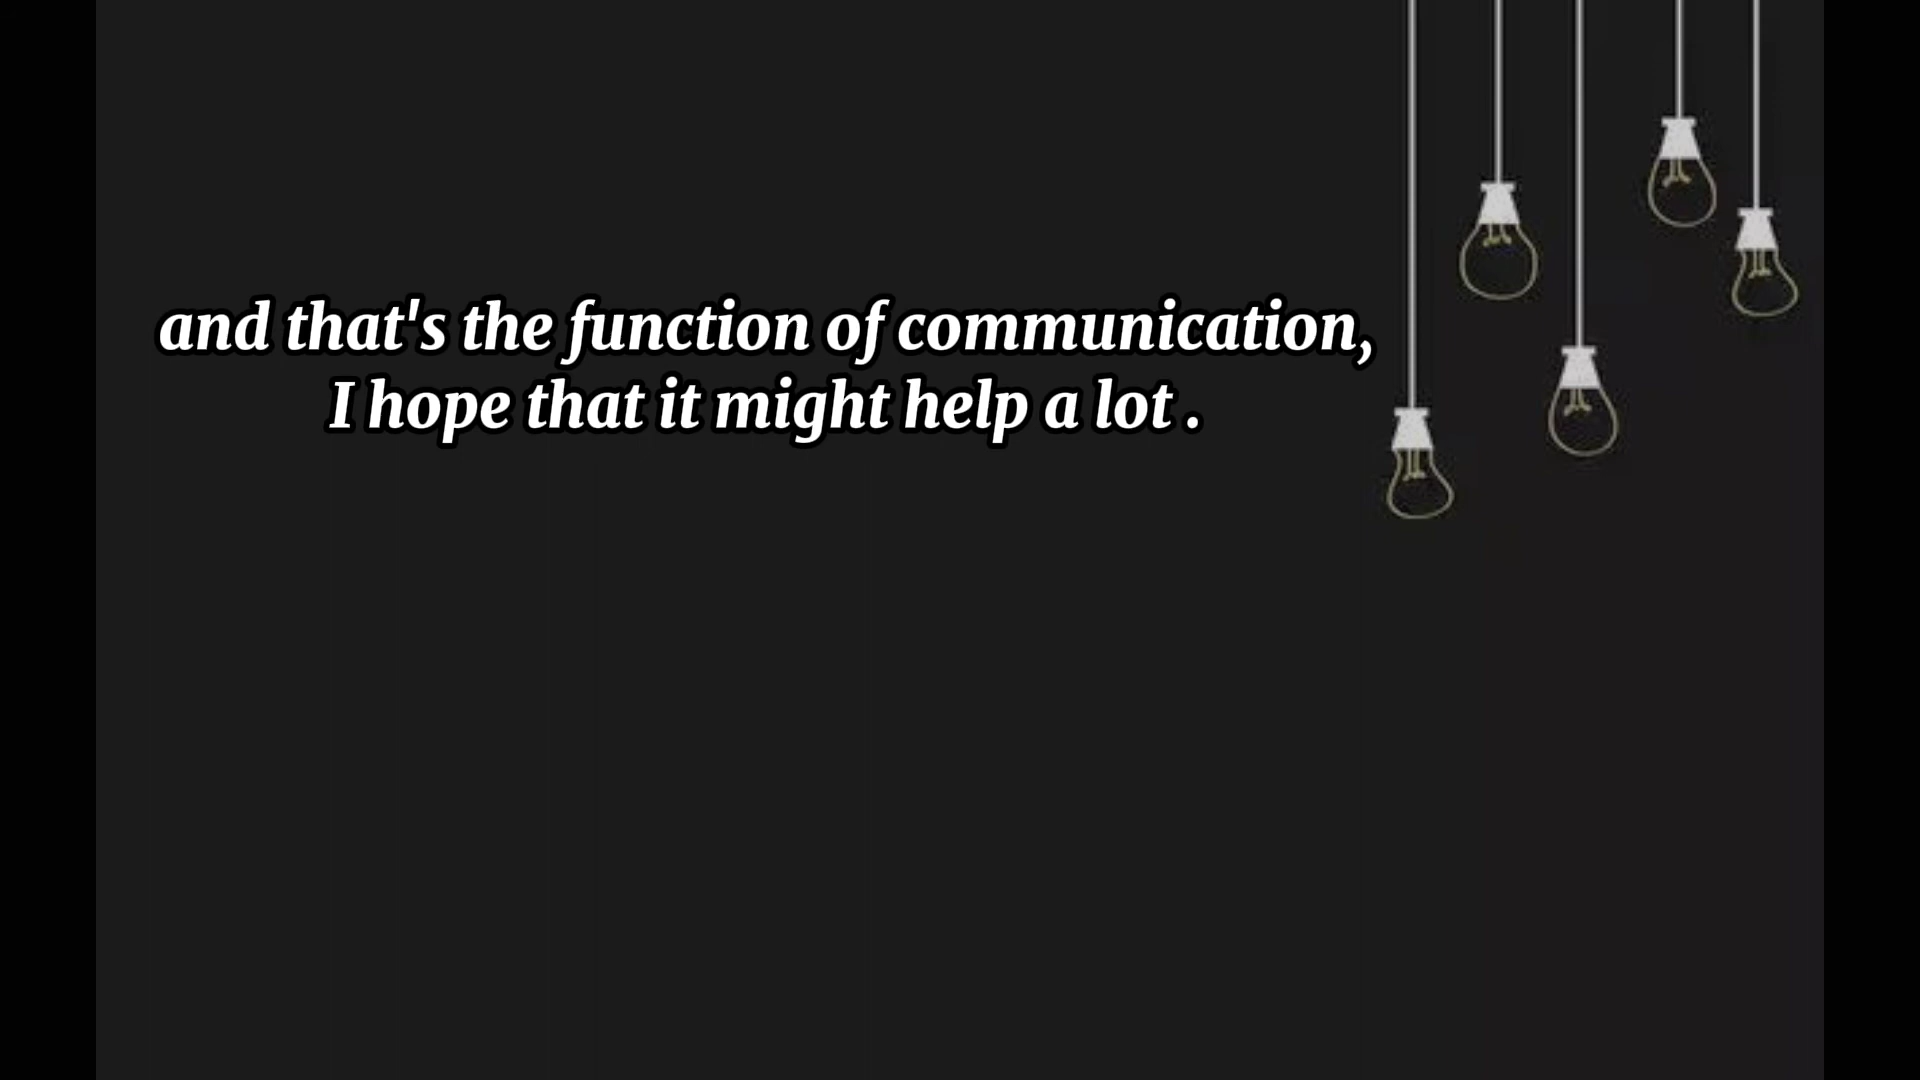 and that's the function of communication,
I hope that it might help a lot .